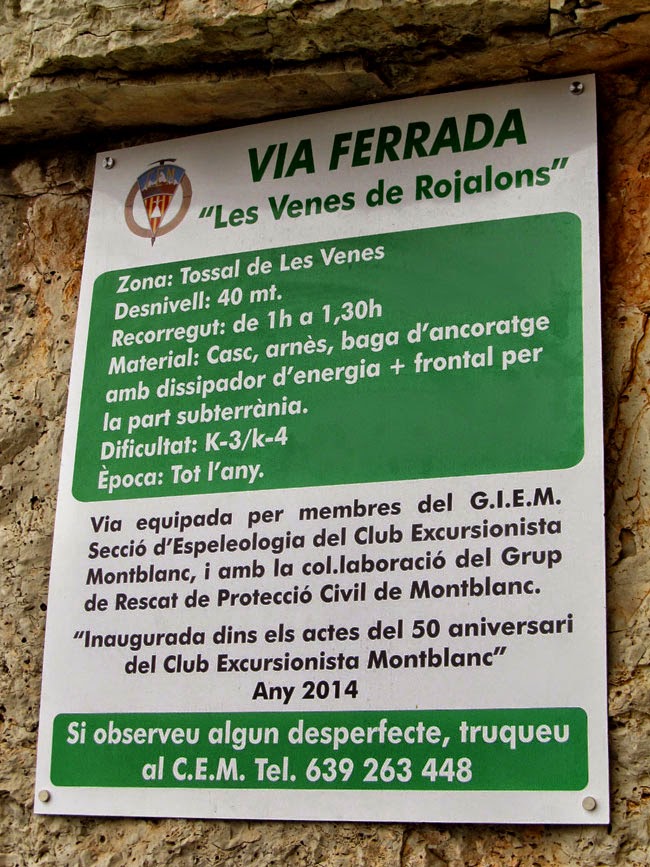 VIA FERRADA
“Les Venes de Rojalons”
Zona: Tossal de Les Venes
Desnivell: 40 mt.
Recorregut: de 1h a 1,30h
Material: Casc, arnès, baga d’ancoratge
amb dissipador d’energia + frontal per
la part subterrània.
Dificultat: K-3/k-4
Època: Tot l’any.
Via equipada per membres del G.I.E.M.
Secció d’Espeleologia del Club Excursionista
Montblanc, i amb la col.laboració del Grup
de Rescat de Protecció Civil de Montblanc.
“Inaugurada dins els actes del 50 aniversari
del Club Excursionista Montblanc”
Any 2014
Si observeu algun desperfecte, truqueu
al C.E.M. Tel. 639 263 448